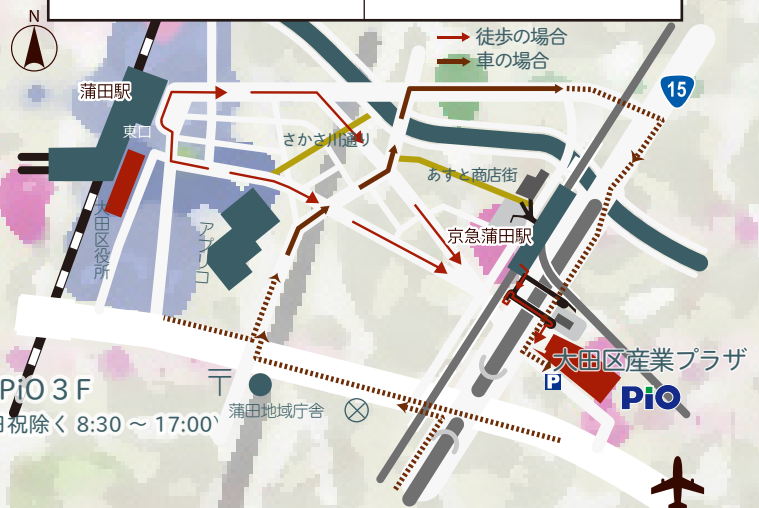 N
徒歩の場合
車の場合
15
蒲田駅
東口
さかさ川通り
あすと商店街
大田区役所
アプリコ
京急蒲田駅
大田区産業プラザ
PiO
P
PiO３F
蒲田地域庁舎
日祝除く 8:30 ～ 17:00